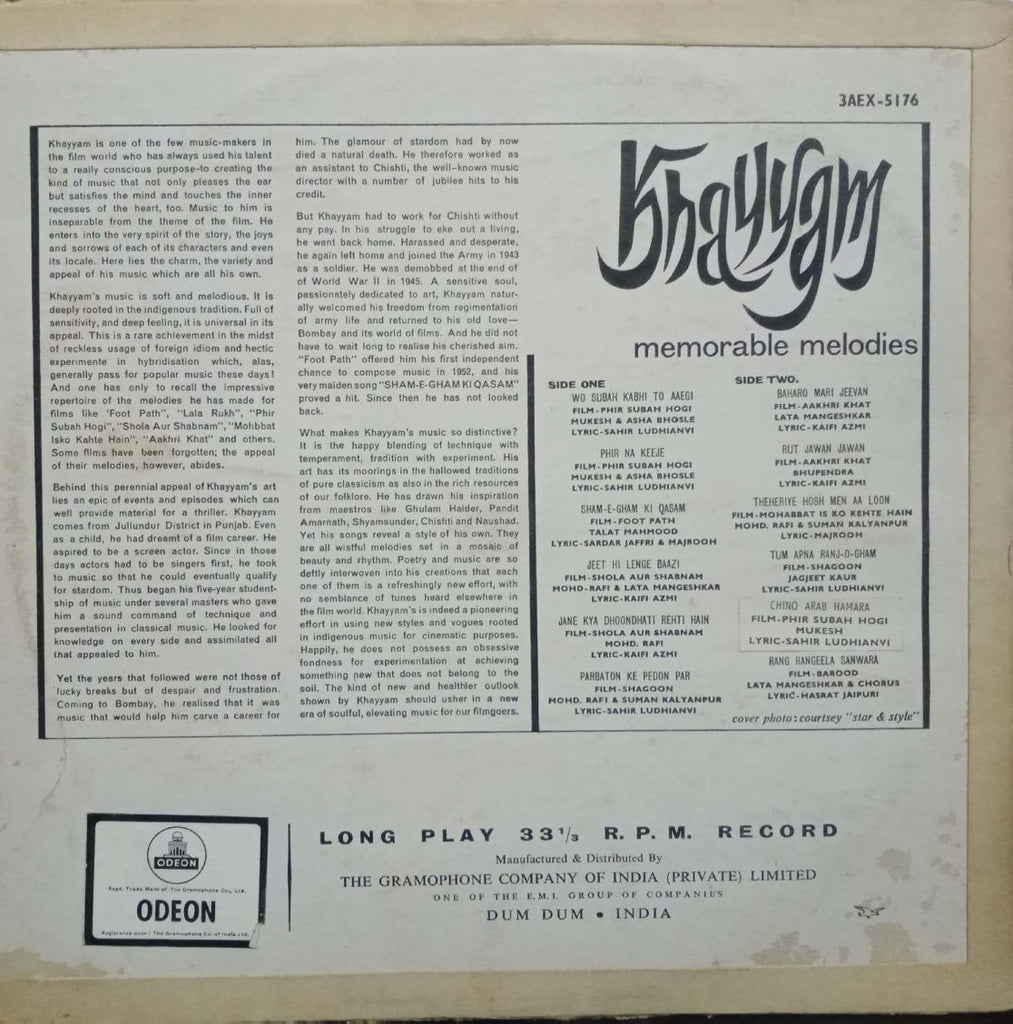 3AEX-5176
Khayyam is one of the few music-makers in
the film world who has always used his talent
to a really conscious purpose-to creating the
kind of music that not only pleases the ear
but satisfies the mind and touches the inner
recesses of the heart, too. Music to him is
inseparable from the theme of the film. He
enters into the very spirit of the story, the joys
and sorrows of each of its characters and even
its locale. Here lies the charm, the variety and
appeal of his music which are all his own.
Khayyam's music is soft and melodious. It is
deeply rooted in the indigenous tradition. Full of
sensitivity, and deep feeling, it is universal in its
appeal. This is a rare achievement in the midst
of reckless usage of foreign idiom and hectic
experiments in hybridisation which, alas,
generally pass for popular music these days!
And one has only to recall the impressive
repertoire of the melodies he has made for
films like 'Foot Path", "Lala Rukh", "Phir
Subah Hogi", "Shola Aur Shabnam", "Mohbbat
Isko Kahte Hain", "Aakhri Khat" and others.
Some films have been forgotten; the appeal
of their melodies, however, abides.
Behind this perennial appeal of Khayyam's art
lies an epic of events and episodes which can
well provide material for a thriller. Khayyam
comes from Jullundur District in Punjab. Even
as a child, he had dreamt of a film career. He
aspired to be a screen actor. Since in those
days actors had to be singers first, he took
to music so that he could eventually qualify
for stardom. Thus began his five-year student-
ship of music under several masters who gave
him a sound command of technique and
presentation in classical music. He looked for
knowledge on every side and assimilated all
that appealed to him.
Yet the years that followed were not those of
lucky breaks but of despair and frustration.
Coming to Bombay, he realised that it was
music that would help him carve a career for
him. The glamour of stardom had by now
died a natural death. He therefore worked as
an assistant to Chishti, the well-known music
director with a number of jubilee hits to his
credit.
But Khayyam had to work for Chishti without
any pay. In his struggle to eke out a living,
he went back home. Harassed and desperate,
he again left home and joined the Army in 1943
as a soldier. He was demobbed at the end of
of World War II in 1945. A sensitive soul,
passionately dedicated to art, Khayyam natur-
ally welcomed his freedom from regimentation
of army life and returned to his old love—
Bombay and its world of films. And he did not
have to wait long to realise his cherished aim.
"Foot Path" offered him his first independent
chance to compose music in 1952, and his
very maiden song "SHAM-E-GHAM KI QASAM"
proved a hit. Since then he has not looked
back.
What makes Khayyam's music so distinctive?
It is the happy blending of technique with
temperament, tradition with experiment. His
art has its moorings in the hallowed traditions
of pure classicism as also in the rich resources
of our folklore. He has drawn his inspiration
from maestros like Ghulam Haider, Pandit
Amarnath, Shyamsunder, Chishti and Naushad.
Yet his songs reveal a style of his own. They
are all wistful melodies set in a mosaic of
beauty and rhythm. Poetry and music are so
deftly interwoven into his creations that each
one of them is a refreshingly new effort, with
no semblance of tunes heard elsewhere in
the film world. Khayyam's is indeed a pioneering
effort in using new styles and vogues rooted
in indigenous music for cinematic purposes.
Happily, he does not possess an obsessive
fondness for experimentation at achieving
something new that does not belong to the
soil. The kind of new and healthier outlook
shown by Khayyam should usher in a new
era of soulful, elevating music for our filmgoers.
Khayyam
memorable melodies
SIDE ONE
WO SUBAH KABHI TO AAEGI
FILM-PHIR SUBAH HOGI
MUKESH & ASHA BHOSLE
LYRIC-SAHIR LUDHIANVI
PHIR NA KEEJE
FILM-PHIR SUBAH HOGI
MUKESH & ASHA BHOSLE
LYRIC-SAHIR LUDHIANVI
SHAM-E-GHAM KI QASAM
FILM-FOOT PATH
TALAT MAHMOOD
LYRIC-SARDAR JAFFRI & MAJROOH
JEET HI LENGE BAAZI
FILM-SHOLA AUR SHABNAM
MOHD-RAFI & LATA MANGESHKAR
LYRIC-KAIFI AZMI
JANE KYA DHOONDHATI REHTI HAIN
FILM-SHOLA AUR SHABNAM
MOHD. RAFI
LYRIC-KAIFI AZMI
PARBATON KE PEDON PAR
FILM-SHAGOON
MOHD. RAFI & SUMAN KALYANPUR
LYRIC-SAHIR LUDHIANVI
SIDE TWO.
BAHARO MARI JEEVAN
FILM-AAKHRI KHAT
LATA MANGESHKAR
LYRIC-KAIFI AZMI
RUT JAWAN JAWAN
FILM-AAKHRI KHAT
BHUPENDRA
LYRIC-KAIFI AZMI
THEHERIYE HOSH MEN AA LOON
FILM-MOHABBAT IS KO KEHTE HAIN
MOHD. RAFI & SUMAN KALYANPUR
LYRIC-MAJROOH
TUM APNA RANJ-O-GHAM
FILM-SHAGOON
JAGJEET KAUR
LYRIC-SAHIR LUDHIANVI
CHINO ARAB HAMARA
FILM-PHIR SUBAH HOGI
MUKESH
LYRIC-SAHIR LUDHIANVI
RANG RANGEELA SANWARA
FILM-BAROOD
LATA MANGESHKAR & CHORUS
LYRIC-HASRAT JAIPURI
cover photo: courtsey "star & style"
ODEON
Regd. Trade Mark of The Gramophone Co., Ltd.
ODEON
Registered User : The Gramophone Co. of India Ltd.
LONG PLAY 33 1/3 R.P.M. RECORD
Manufactured & Distributed By
THE GRAMOPHONE COMPANY OF INDIA (PRIVATE) LIMITED
ONE OF THE E.M.I. GROUP OF COMPANIES
DUM DUM • INDIA